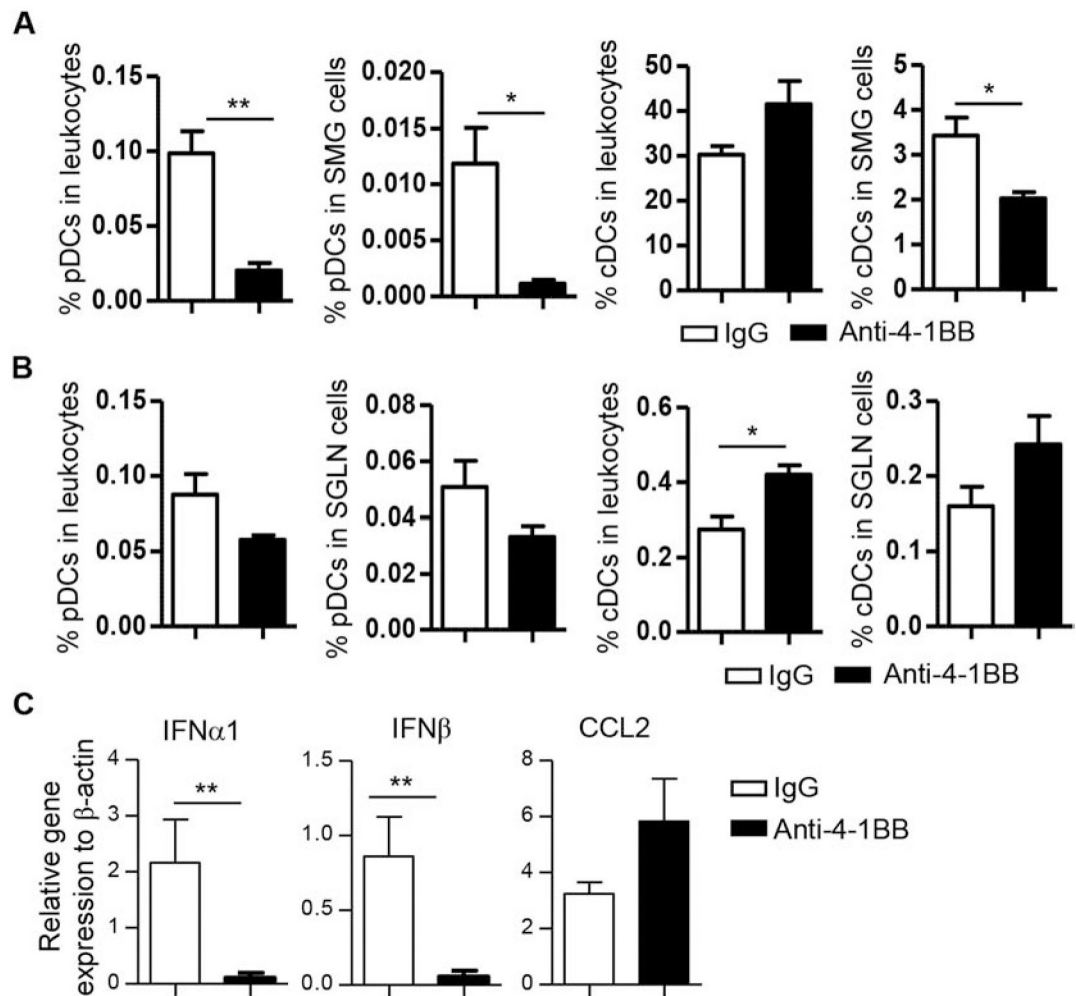 A
% pDCs in leukocytes
0.15
0.10
0.05
0.00
**
% pDCs in SMG cells
0.020
0.015
0.010
0.005
0.000
*
% cDCs in leukocytes
50
40
30
20
10
0
% cDCs in SMG cells
5
4
3
2
1
0
*
IgG Anti-4-1BB
B
% pDCs in leukocytes
0.15
0.10
0.05
0.00
% pDCs in SGLN cells
0.08
0.06
0.04
0.02
0.00
% cDCs in leukocytes
0.6
0.4
0.2
0.0
*
% cDCs in SGLN cells
0.3
0.2
0.1
0.0
IgG Anti-4-1BB
C
Relative gene
expression to β-actin
IFNα1
4
3
2
1
0
**
IFNβ
1.5
1.0
0.5
0.0
**
CCL2
8
6
4
2
0
IgG
Anti-4-1BB